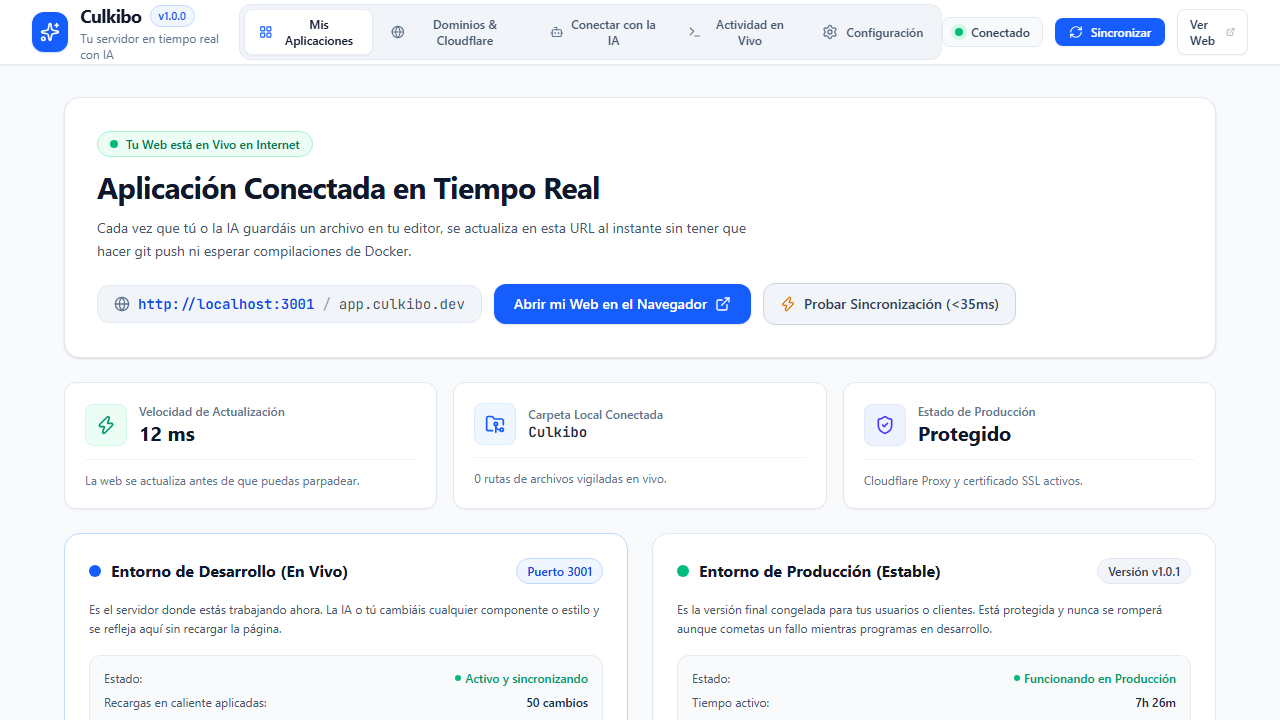 Culkibo v1.0.0
Tu servidor en tiempo real
con IA
Mis
Aplicaciones
Dominios &
Cloudflare
Conectar con la
IA
Actividad en
Vivo
Configuración
Conectado
Sincronizar
Ver
Web
Tu Web está en Vivo en Internet
Aplicación Conectada en Tiempo Real
Cada vez que tú o la IA guardáis un archivo en tu editor, se actualiza en esta URL al instante sin tener que
hacer git push ni esperar compilaciones de Docker.
http://localhost:3001 / app.culkibo.dev
Abrir mi Web en el Navegador
Probar Sincronización (<35ms)
Velocidad de Actualización
12 ms
La web se actualiza antes de que puedas parpadear.
Carpeta Local Conectada
Culkibo
0 rutas de archivos vigiladas en vivo.
Estado de Producción
Protegido
Cloudflare Proxy y certificado SSL activos.
Entorno de Desarrollo (En Vivo)
Puerto 3001
Es el servidor donde estás trabajando ahora. La IA o tú cambiáis cualquier componente o estilo y
se refleja aquí sin recargar la página.
Estado:
Activo y sincronizando
Recargas en caliente aplicadas:
50 cambios
Entorno de Producción (Estable)
Versión v1.0.1
Es la versión final congelada para tus usuarios o clientes. Está protegida y nunca se romperá
aunque cometas un fallo mientras programas en desarrollo.
Estado:
Funcionando en Producción
Tiempo activo:
7h 26m